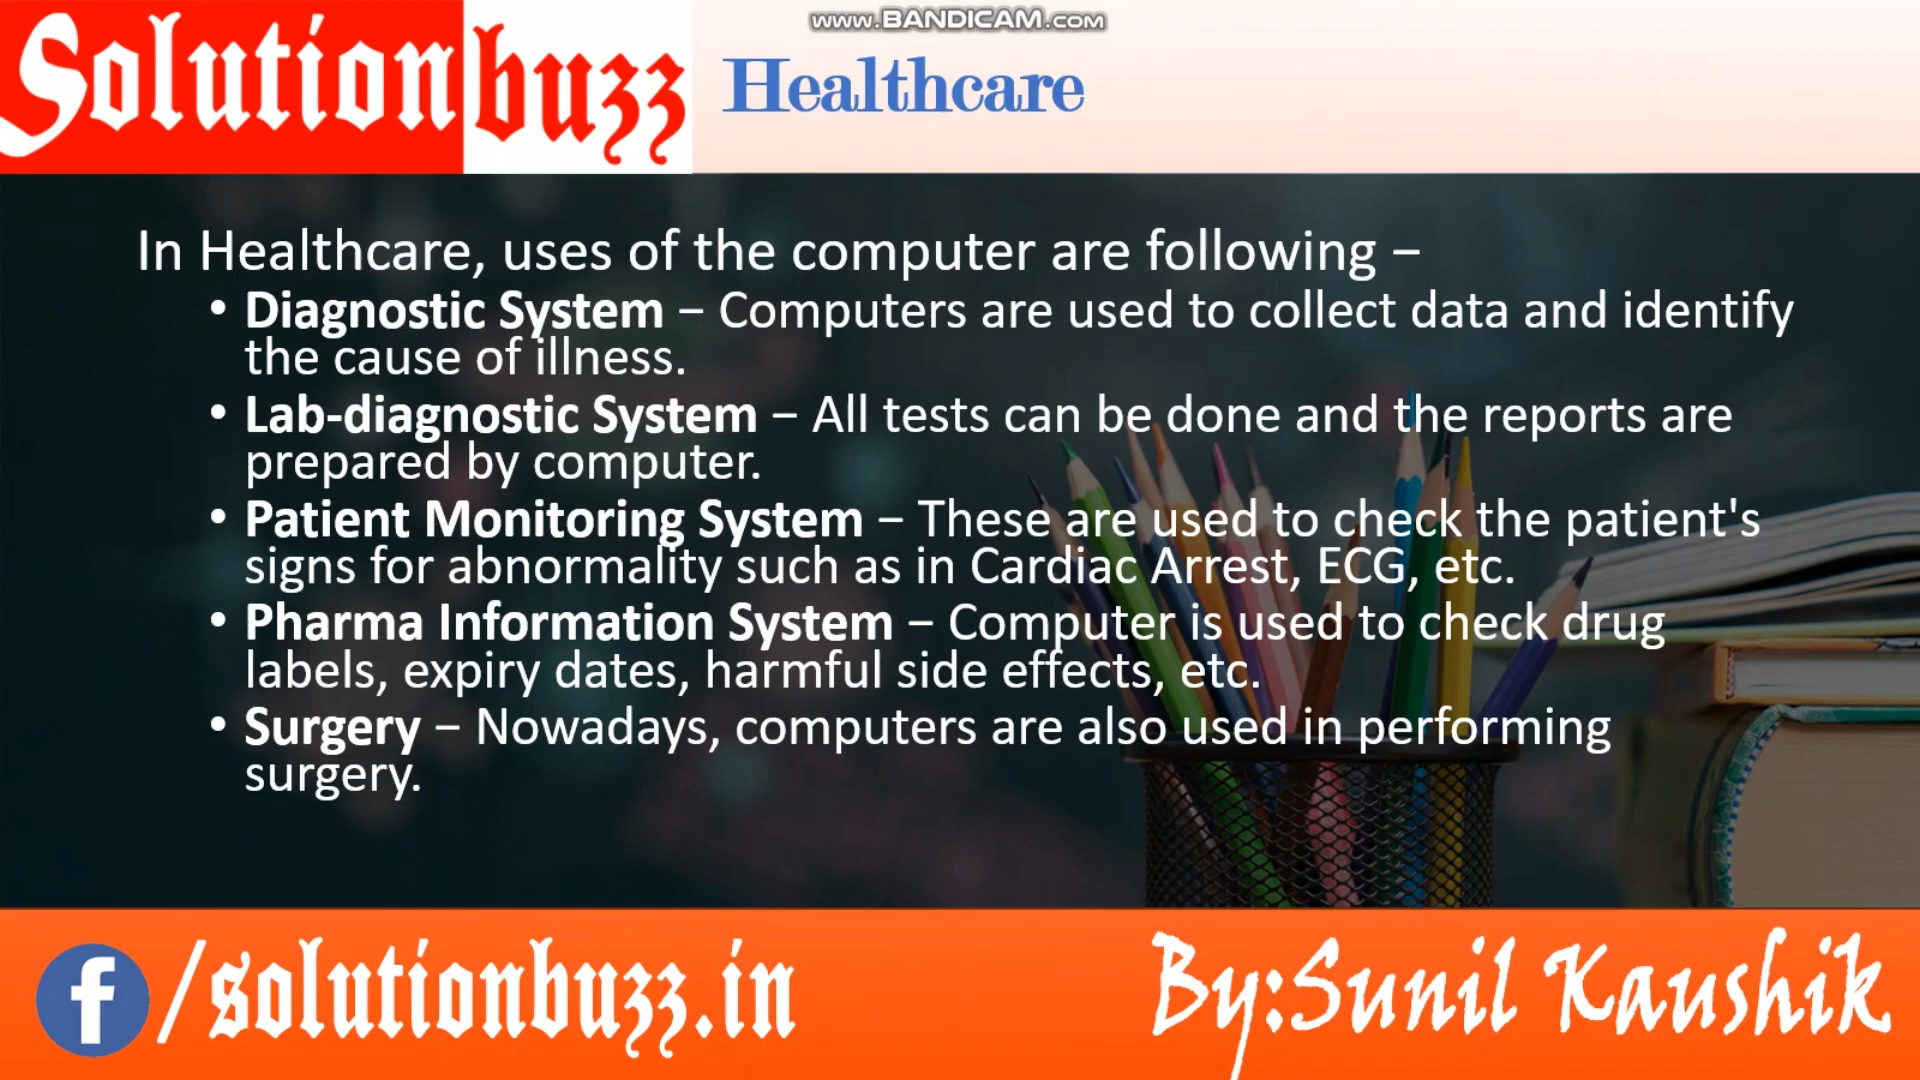 www.BANDICAM.com
Solutionbuzz
Healthcare
In Healthcare, uses of the computer are following −
• Diagnostic System − Computers are used to collect data and identify
the cause of illness.
• Lab-diagnostic System − All tests can be done and the reports are
prepared by computer.
• Patient Monitoring System − These are used to check the patient's
signs for abnormality such as in Cardiac Arrest, ECG, etc.
• Pharma Information System − Computer is used to check drug
labels, expiry dates, harmful side effects, etc.
• Surgery − Nowadays, computers are also used in performing
surgery.
f/solutionbuzz.in
By:Sunil Kaushik